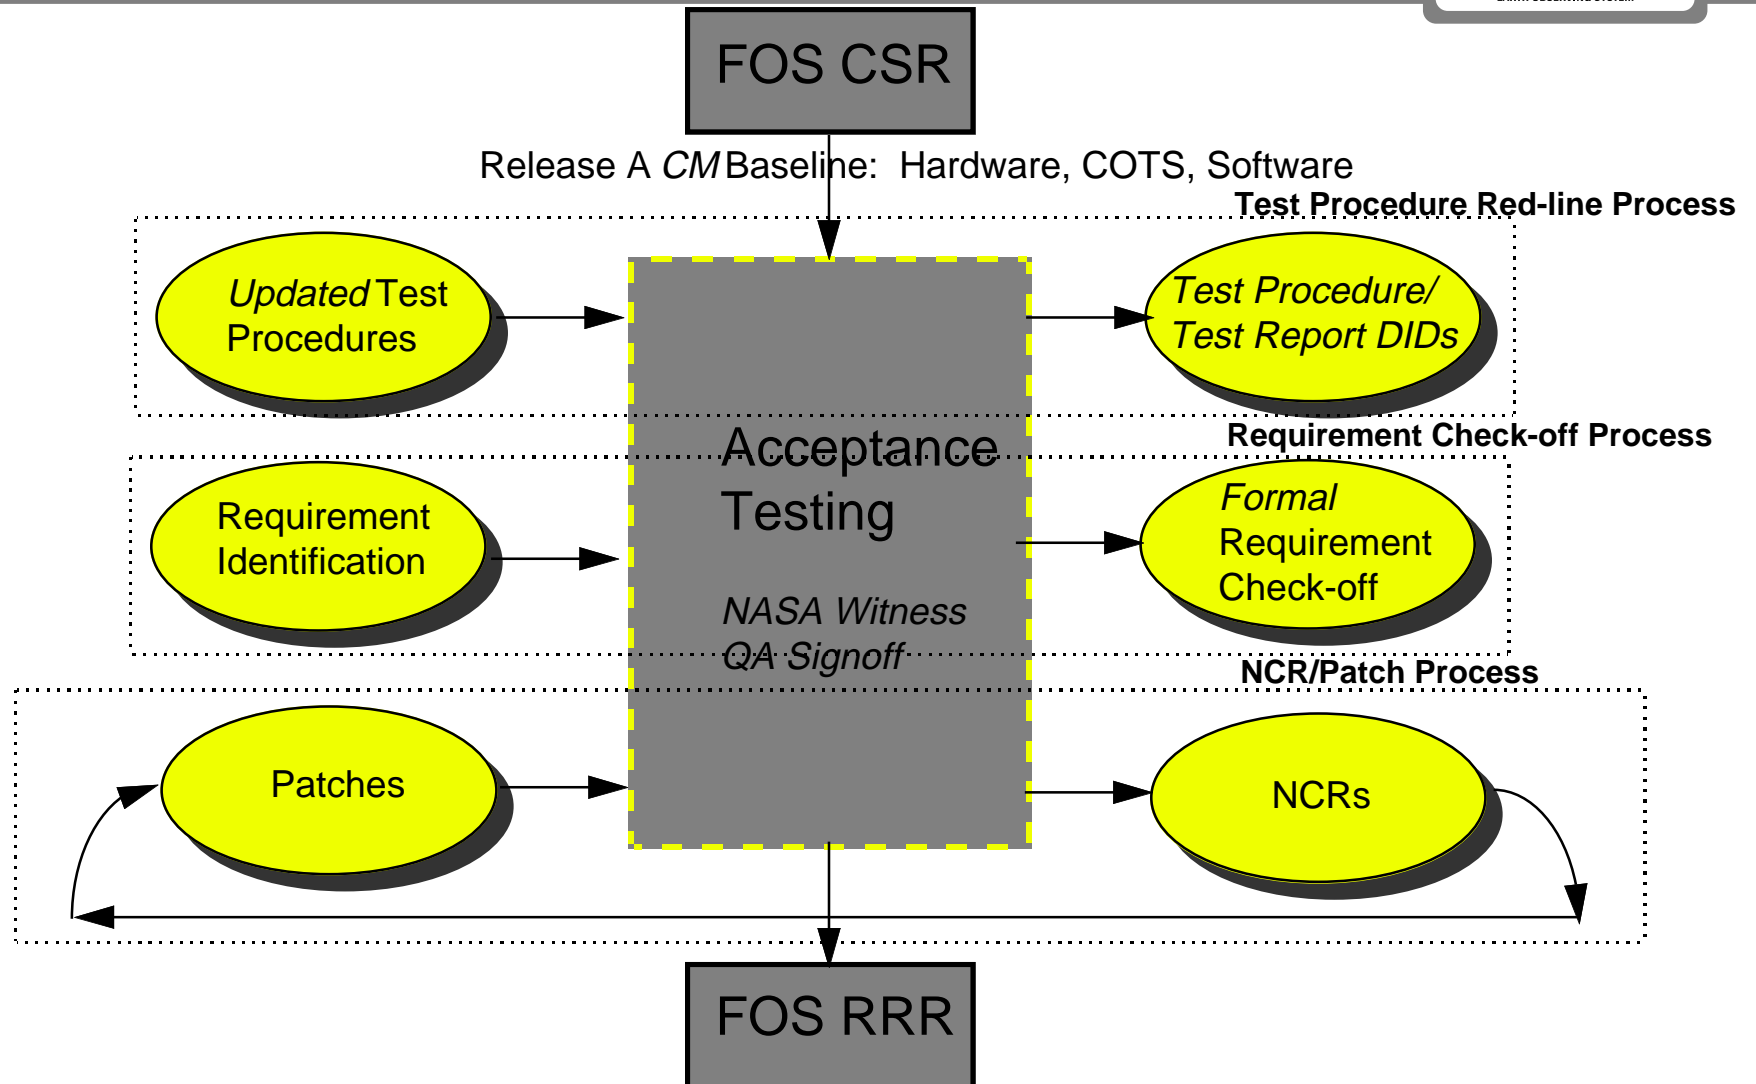 FOS CSR
Release A CM Baseline:  Hardware, COTS, Software
Test Procedure Red-line Process
Updated Test
Procedures
Test Procedure/
Test Report DIDs
Requirement Check-off Process
Acceptance
Testing
Requirement
Identification
Formal
Requirement
Check-off
NASA Witness
QA Signoff
NCR/Patch Process
Patches
NCRs
FOS RRR